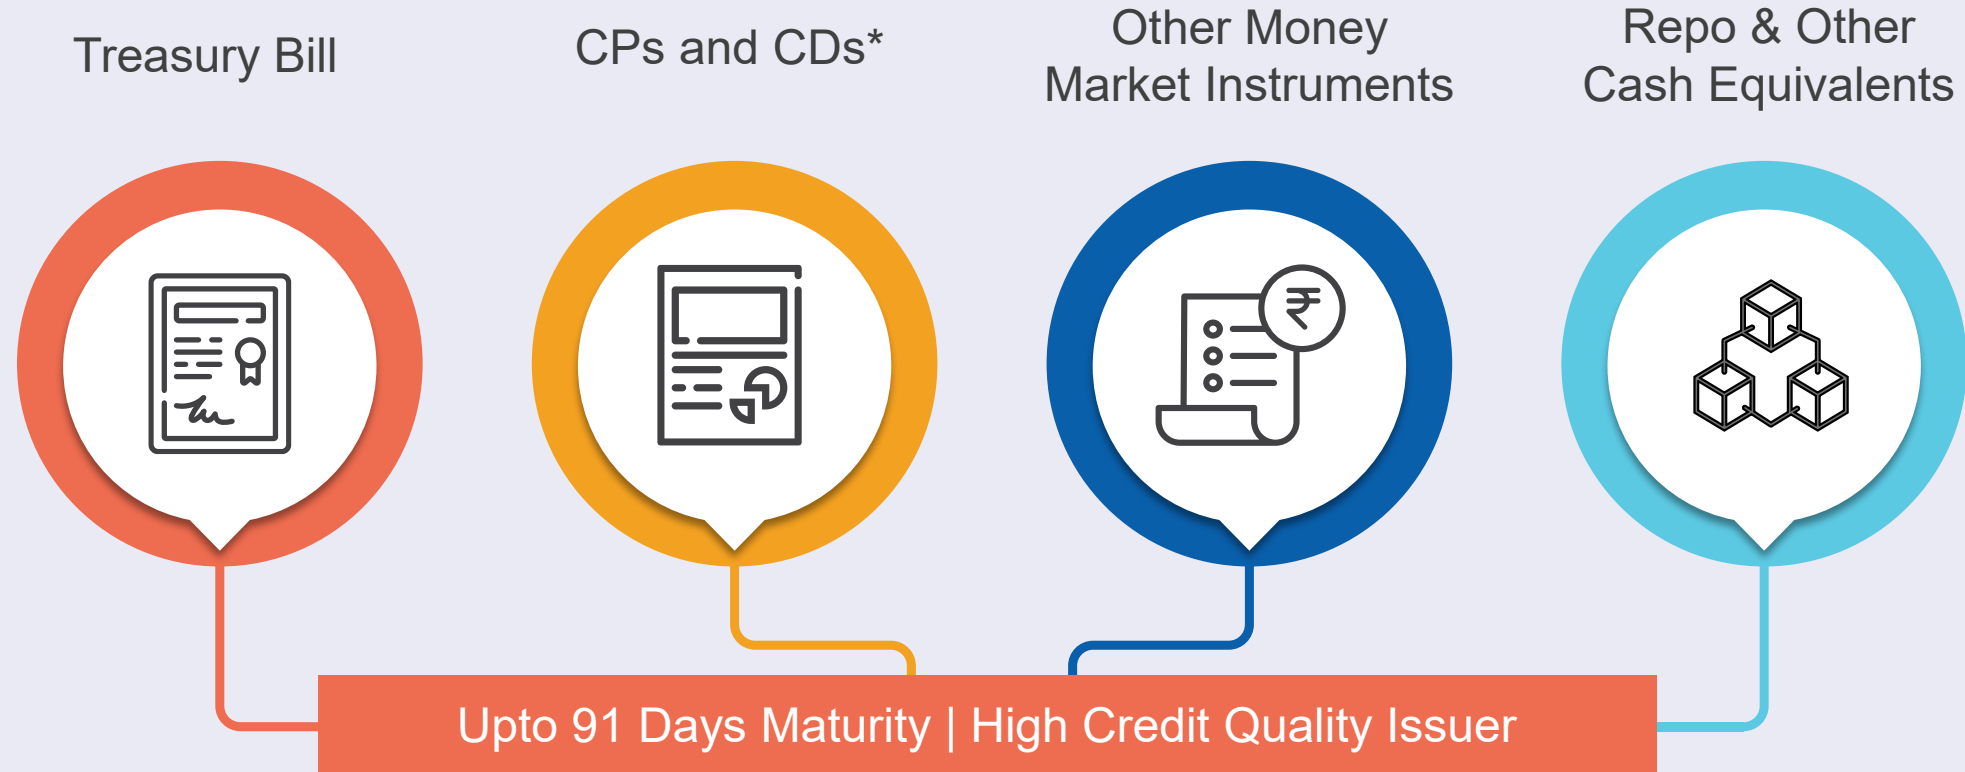 Treasury Bill
CPs and CDs*
Other Money
Market Instruments
Repo & Other
Cash Equivalents
₹
Upto 91 Days Maturity | High Credit Quality Issuer